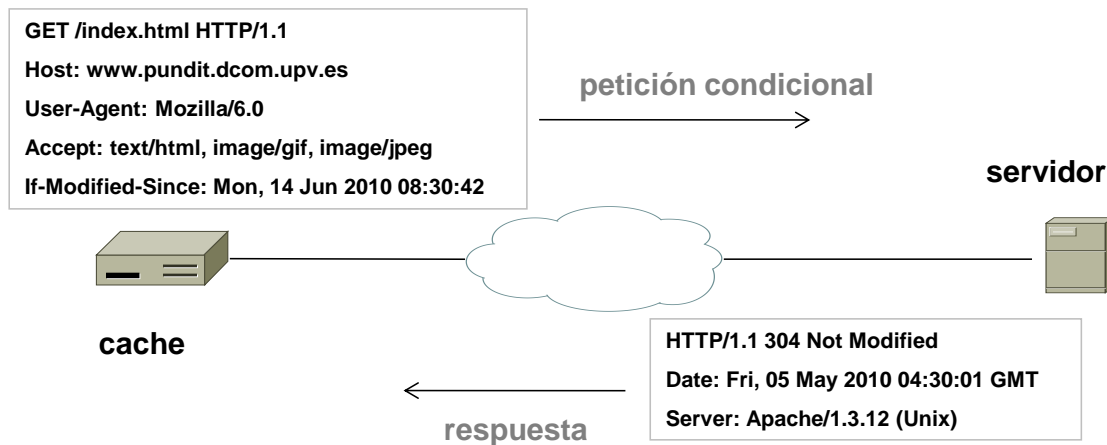 GET /index.html HTTP/1.1
Host: www.pundit.dcom.upv.es
User-Agent: Mozilla/6.0
Accept: text/html, image/gif, image/jpeg
If-Modified-Since: Mon, 14 Jun 2010 08:30:42
petición condicional
servidor
cache
HTTP/1.1 304 Not Modified
Date: Fri, 05 May 2010 04:30:01 GMT
Server: Apache/1.3.12 (Unix)
respuesta